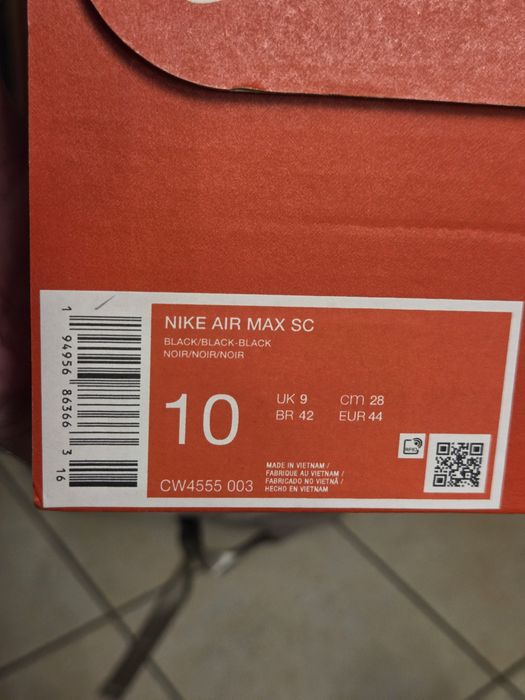 NIKE AIR MAX SC
BLACK/BLACK-BLACK
NOIR/NOIR/NOIR
10
UK 9
cm 28
BR 42
EUR 44
MADE IN VIETNAM /
FABRIQUE AU VIETNAM /
FABRICADO NO VIETNÃ /
HECHO EN VIETNAM
CW4555 003
RFID
1 94956 86366 3 16